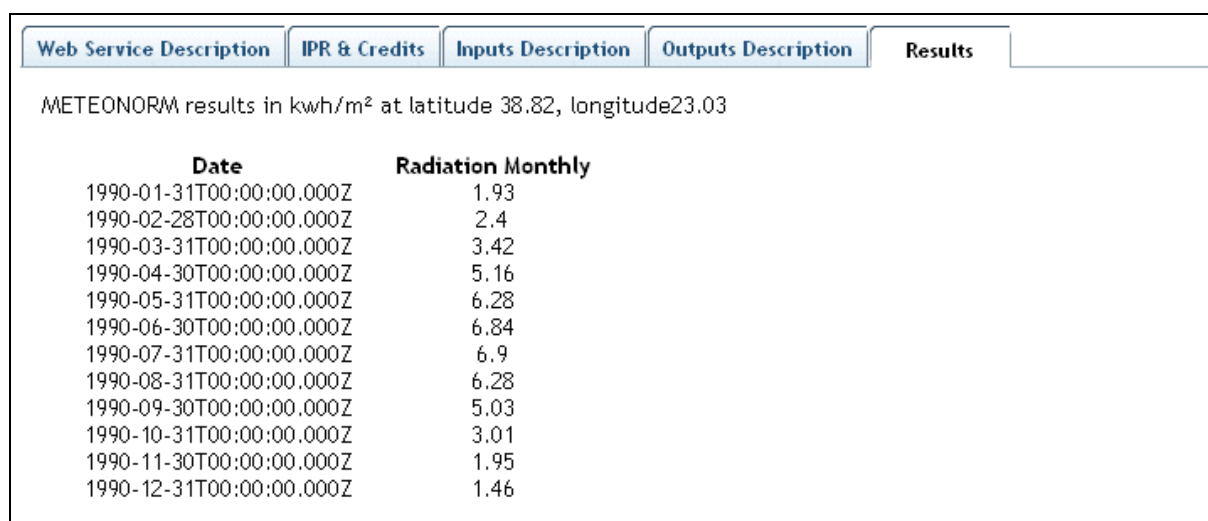 Web Service Description IPR & Credits Inputs Description Outputs Description Results
METEONORM results in kwh/m² at latitude 38.82, longitude23.03
Date Radiation Monthly
1990-01-31T00:00:00.000Z 1.93
1990-02-28T00:00:00.000Z 2.4
1990-03-31T00:00:00.000Z 3.42
1990-04-30T00:00:00.000Z 5.16
1990-05-31T00:00:00.000Z 6.28
1990-06-30T00:00:00.000Z 6.84
1990-07-31T00:00:00.000Z 6.9
1990-08-31T00:00:00.000Z 6.28
1990-09-30T00:00:00.000Z 5.03
1990-10-31T00:00:00.000Z 3.01
1990-11-30T00:00:00.000Z 1.95
1990-12-31T00:00:00.000Z 1.46